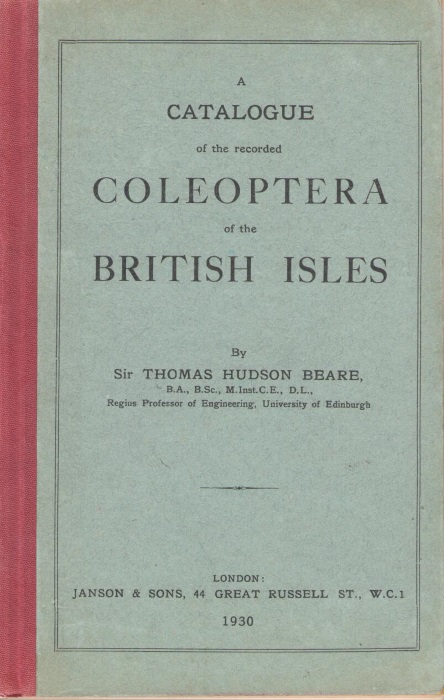 A
CATALOGUE
of the recorded
COLEOPTERA
of the
BRITISH ISLES
By
Sir THOMAS HUDSON BEARE,
B.A., B.Sc., M.Inst.C.E., D.L.,
Regius Professor of Engineering, University of Edinburgh
LONDON:
JANSON & SONS, 44 GREAT RUSSELL ST., W.C.1
1930